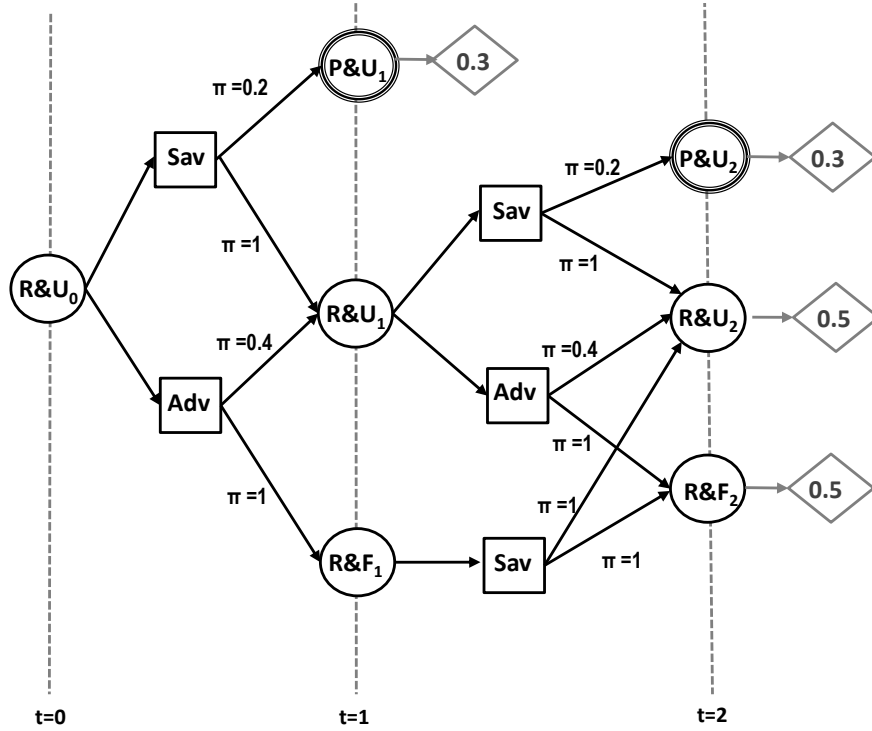 P&U₁
0.3
π =0.2
Sav
P&U₂
0.3
π =0.2
Sav
π =1
π =1
R&U₀
R&U₁
R&U₂
0.5
π =0.4
π =0.4
Adv
Adv
π =1
π =1
R&F₂
0.5
π =1
R&F₁
Sav
π =1
t=0
t=1
t=2